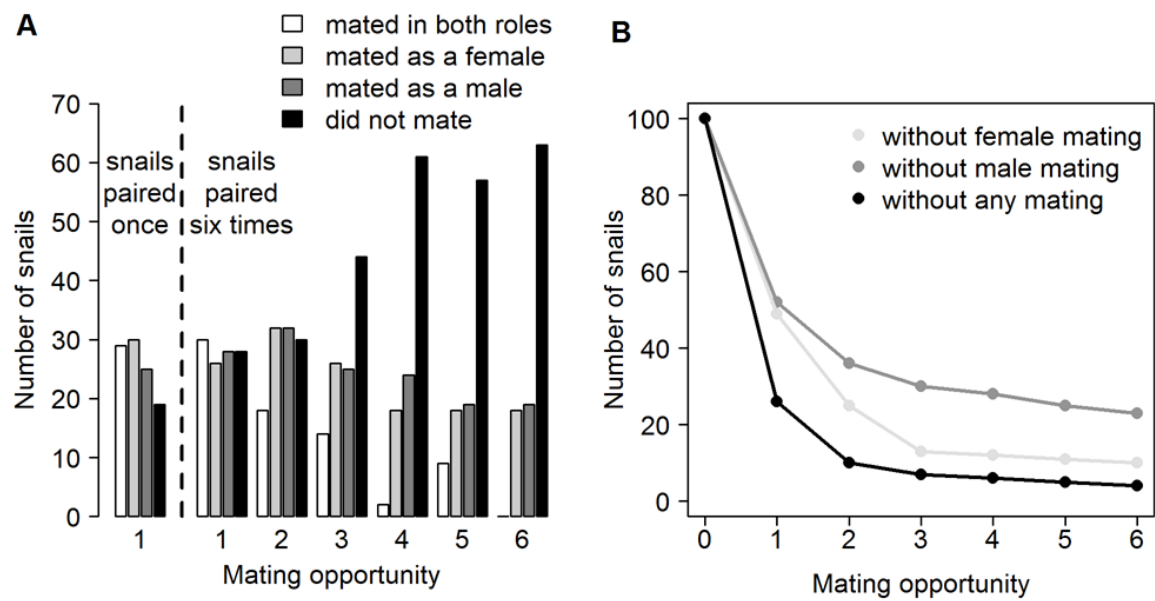 A
mated in both roles
mated as a female
mated as a male
did not mate
70
60
50
40
30
20
10
0
Number of snails
snails
paired
once
snails
paired
six times
1
1 2 3 4 5 6
Mating opportunity
B
without female mating
without male mating
without any mating
100
80
60
40
20
0
Number of snails
0 1 2 3 4 5 6
Mating opportunity